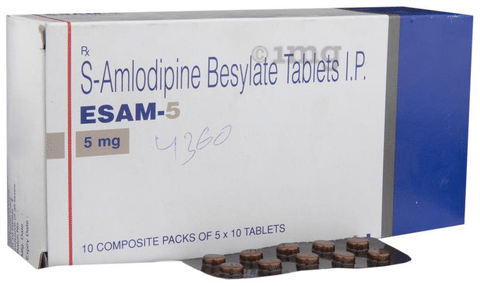 Rx
S-Amlodipine Besylate Tablets I.P.
ESAM-5
5 mg
4360
10 COMPOSITE PACKS OF 5 x 10 TABLETS
1mg